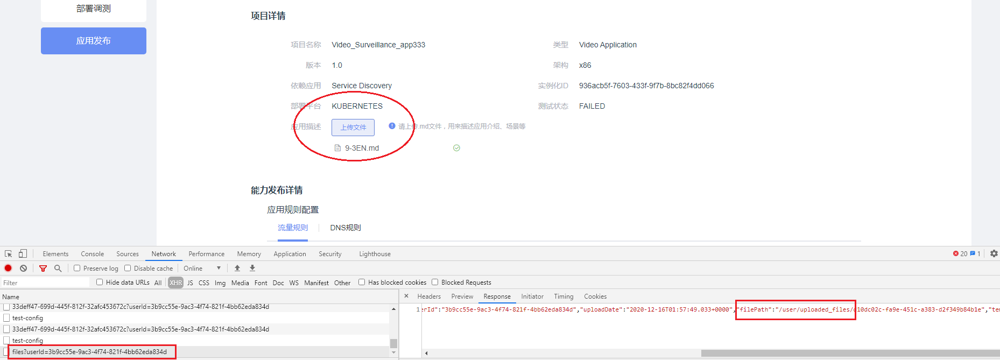 部署调测
应用发布
项目详情
项目名称 Video_Surveillance_app333 类型 Video Application
版本 1.0 架构 x86
依赖应用 Service Discovery 实例化ID 936acb5f-7603-433f-9f7b-8bc82f4dd066
部署平台 KUBERNETES 测试状态 FAILED
应用描述 上传文件 请上传.md文件，用来描述应用介绍、场景等
9-3EN.md
能力发布详情
应用规则配置
流量规则 DNS规则
Elements Console Sources Network Performance Memory Application Security Lighthouse 20 1
Preserve log Disable cache Online
Filter Hide data URLs All XHR JS CSS Img Media Font Doc WS Manifest Other Has blocked cookies Blocked Requests
Name
33deff47-699d-445f-812f-32afc453672c?userId=3b9cc55e-9ac3-4f74-821f-4bb62eda834d
test-config
33deff47-699d-445f-812f-32afc453672c?userId=3b9cc55e-9ac3-4f74-821f-4bb62eda834d
test-config
files?userId=3b9cc55e-9ac3-4f74-821f-4bb62eda834d
× Headers Preview Response Initiator Timing Cookies
1 erId":"3b9cc55e-9ac3-4f74-821f-4bb62eda834d","uploadDate":"2020-12-16T01:57:49.033+0000","filePath":"/user/uploaded_files/d10dc02c-fa9e-451c-a383-d2f349b84b1e","ter